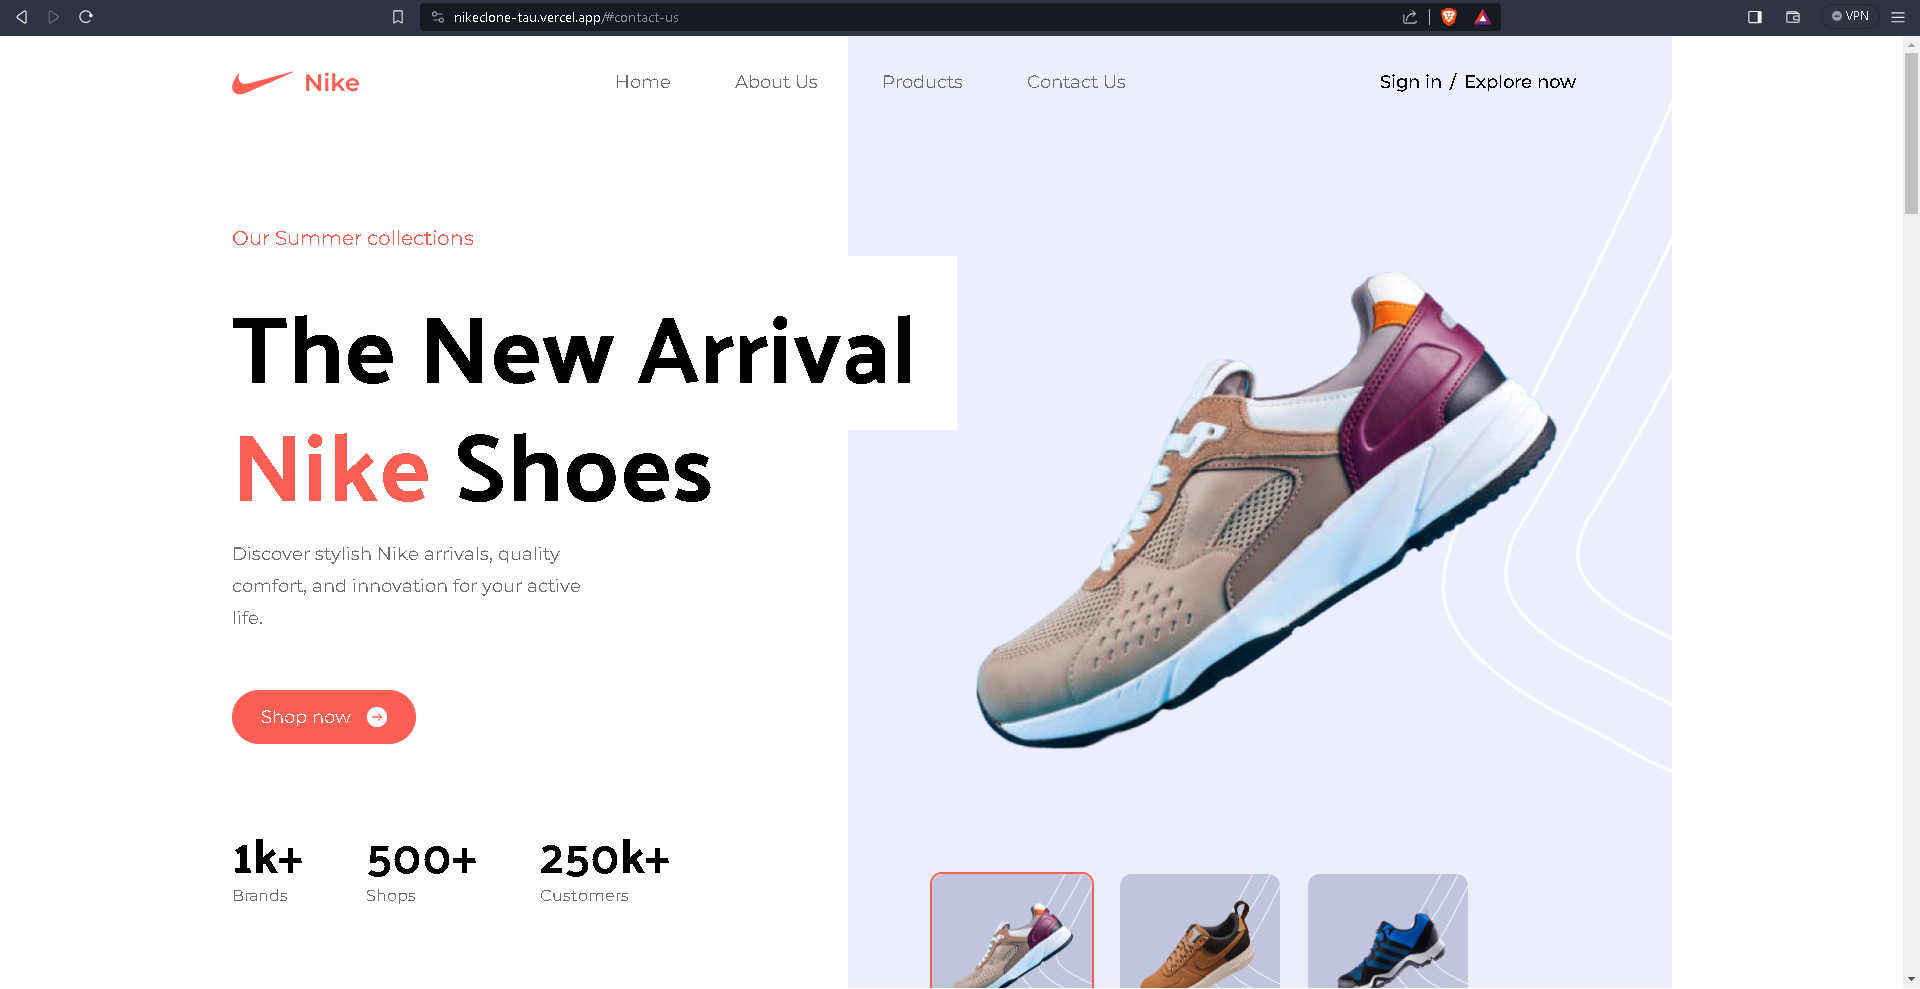 nikeclone-tau.vercel.app/#contact-us
VPN
Nike
Home
About Us
Products
Contact Us
Sign in / Explore now
Our Summer collections
The New Arrival
Nike Shoes
Discover stylish Nike arrivals, quality
comfort, and innovation for your active
life.
Shop now
1k+
Brands
500+
Shops
250k+
Customers